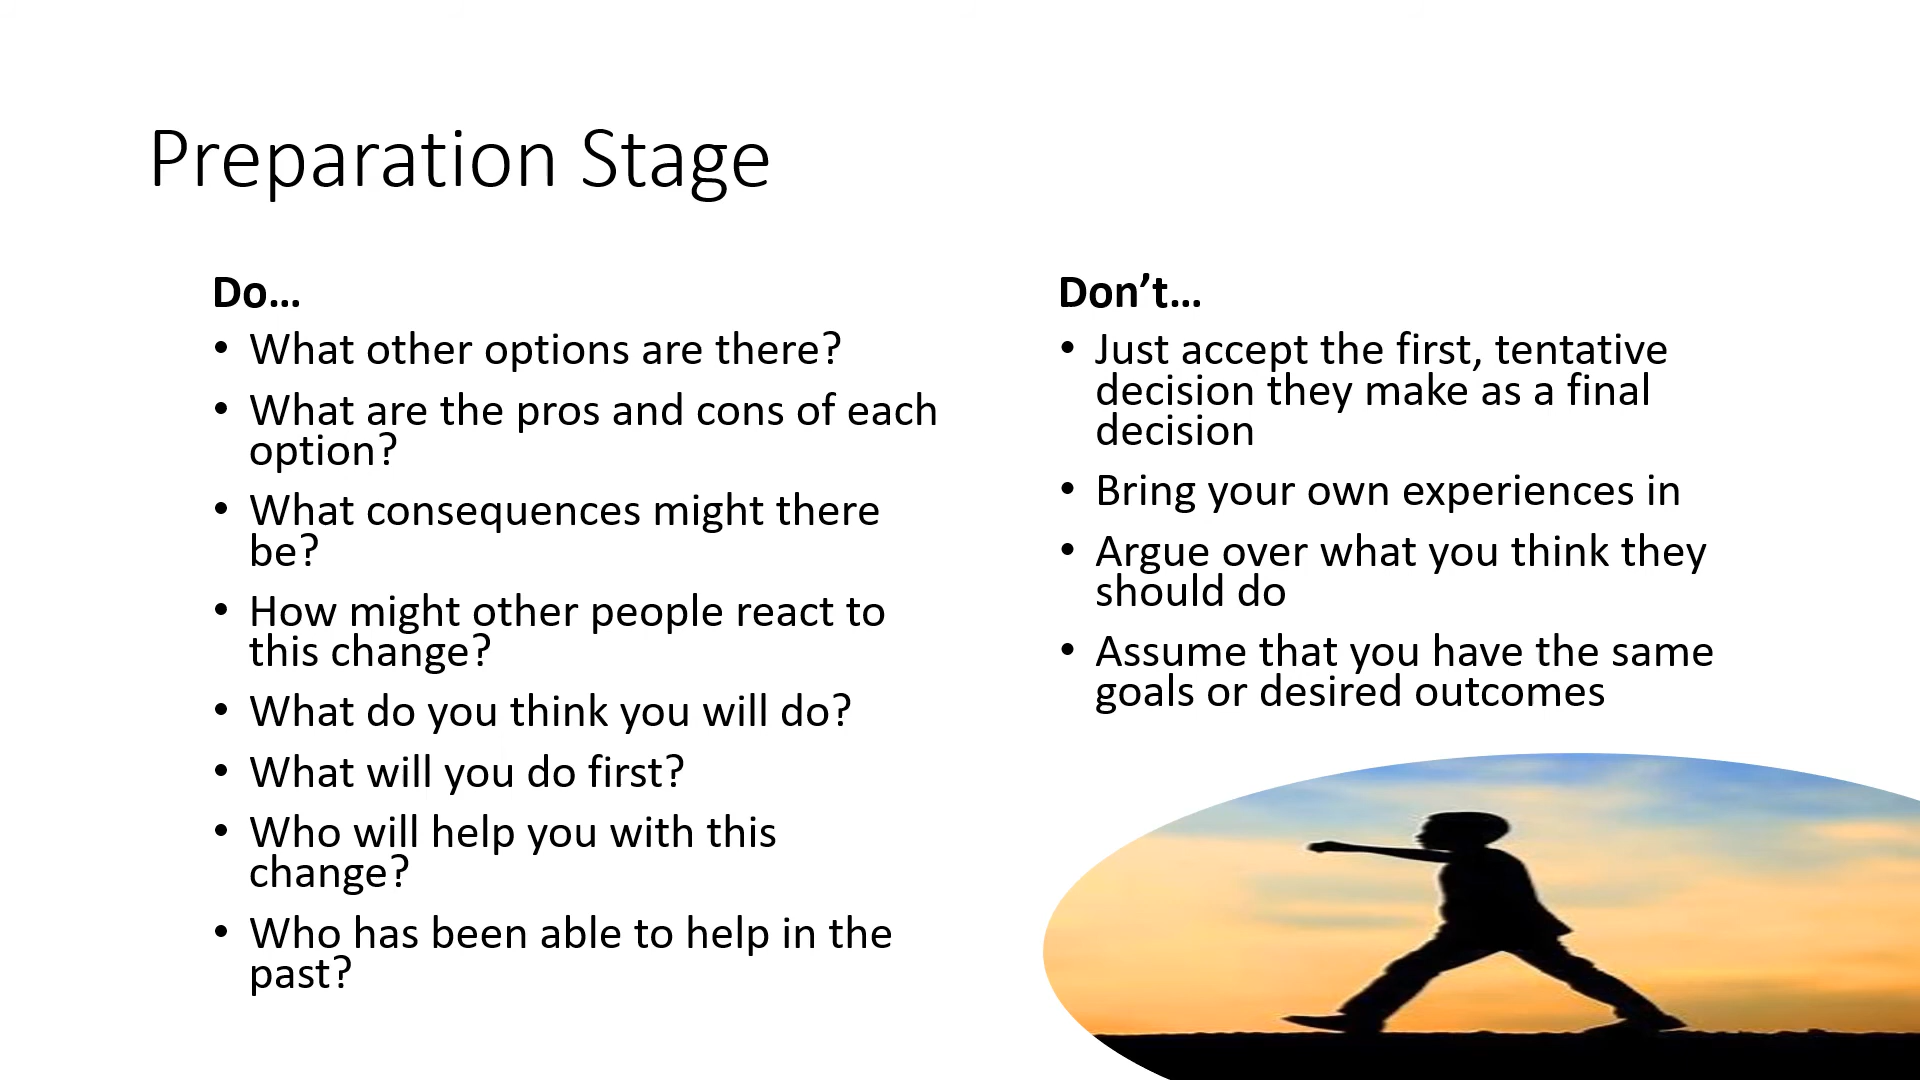 Preparation Stage
Do…
• What other options are there?
• What are the pros and cons of each
option?
• What consequences might there
be?
• How might other people react to
this change?
• What do you think you will do?
• What will you do first?
• Who will help you with this
change?
• Who has been able to help in the
past?
Don’t…
• Just accept the first, tentative
decision they make as a final
decision
• Bring your own experiences in
• Argue over what you think they
should do
• Assume that you have the same
goals or desired outcomes